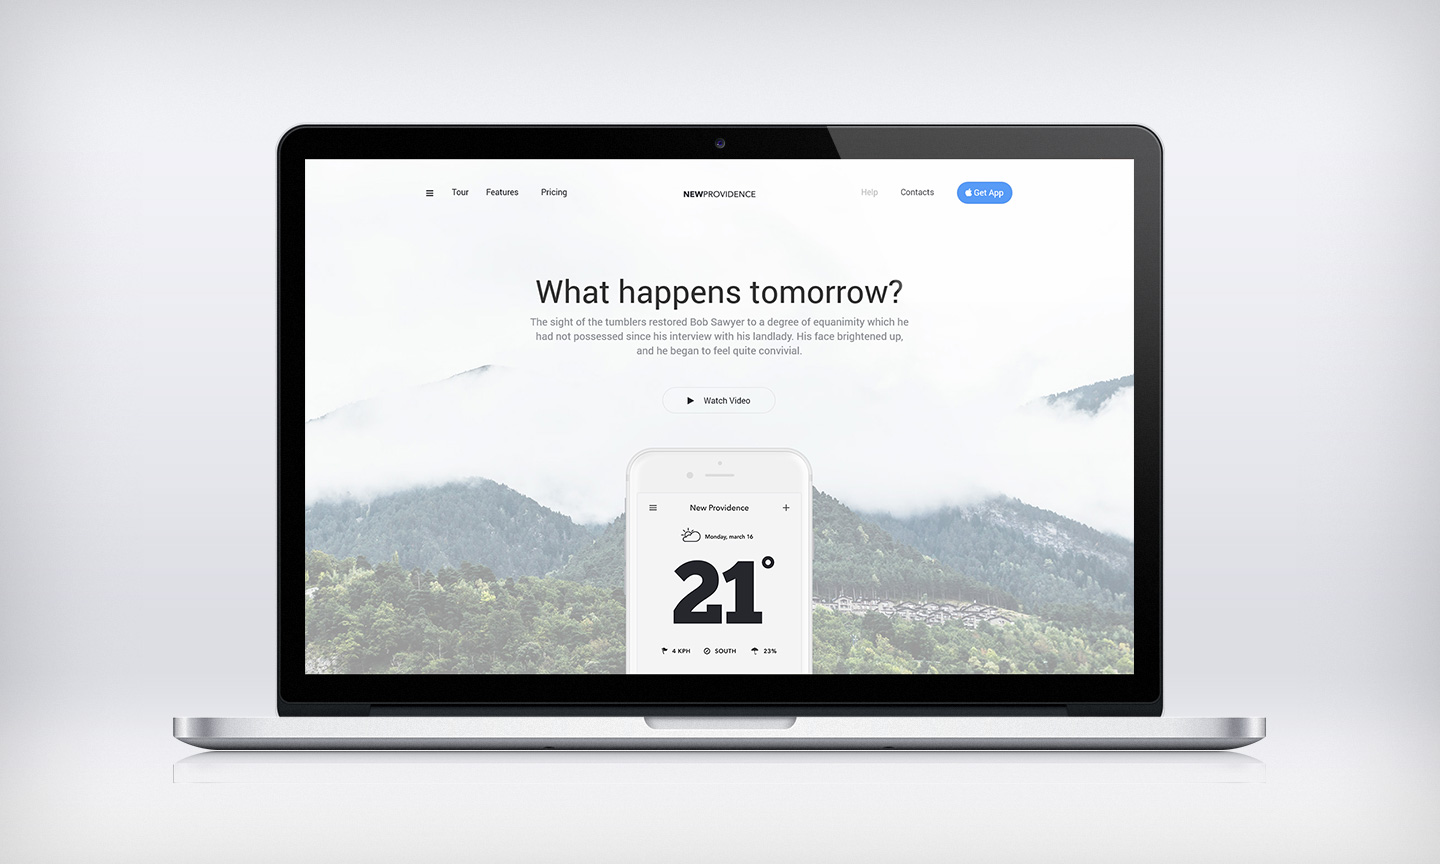 Tour Features Pricing NEWPROVIDENCE Help Contacts Get App
What happens tomorrow?
The sight of the tumblers restored Bob Sawyer to a degree of equanimity which he
had not possessed since his interview with his landlady. His face brightened up,
and he began to feel quite convivial.
Watch Video
New Providence
Monday, march 16
21°
4 KPH SOUTH 23%